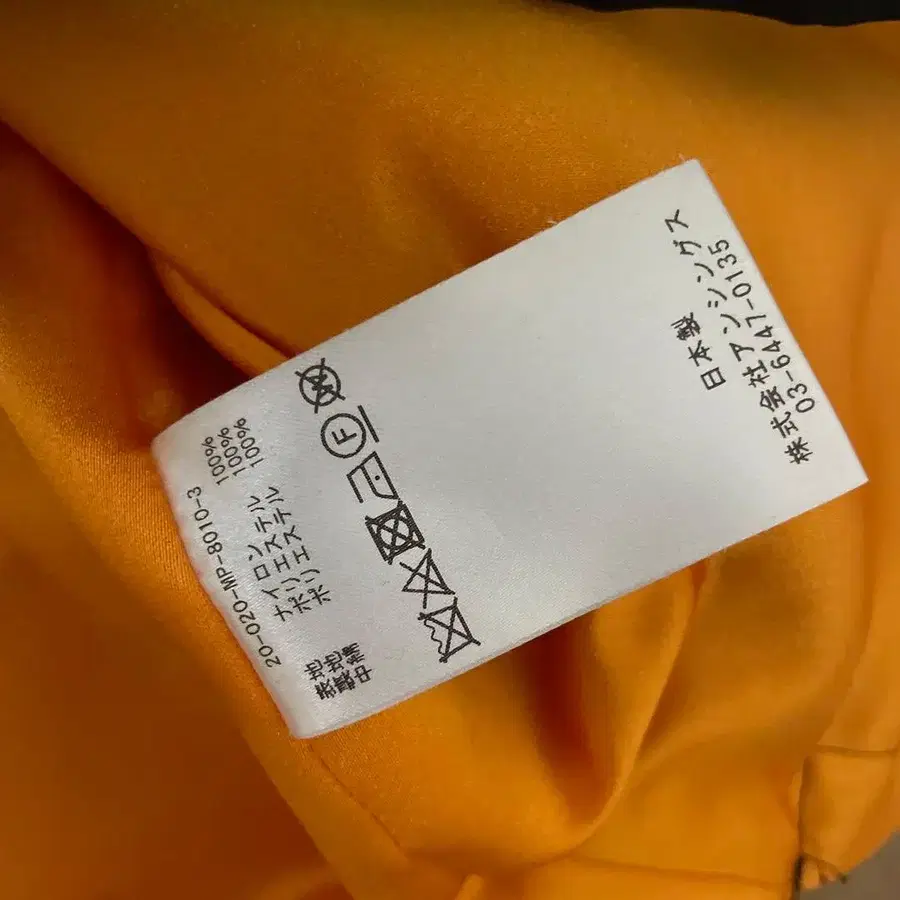 20-020-MP-8010-3
表地 ナイロン 100%
裏地 ポリエステル 100%
中綿 ポリエステル 100%
F
W
日本製
株式会社アンシングス
03-6447-0135